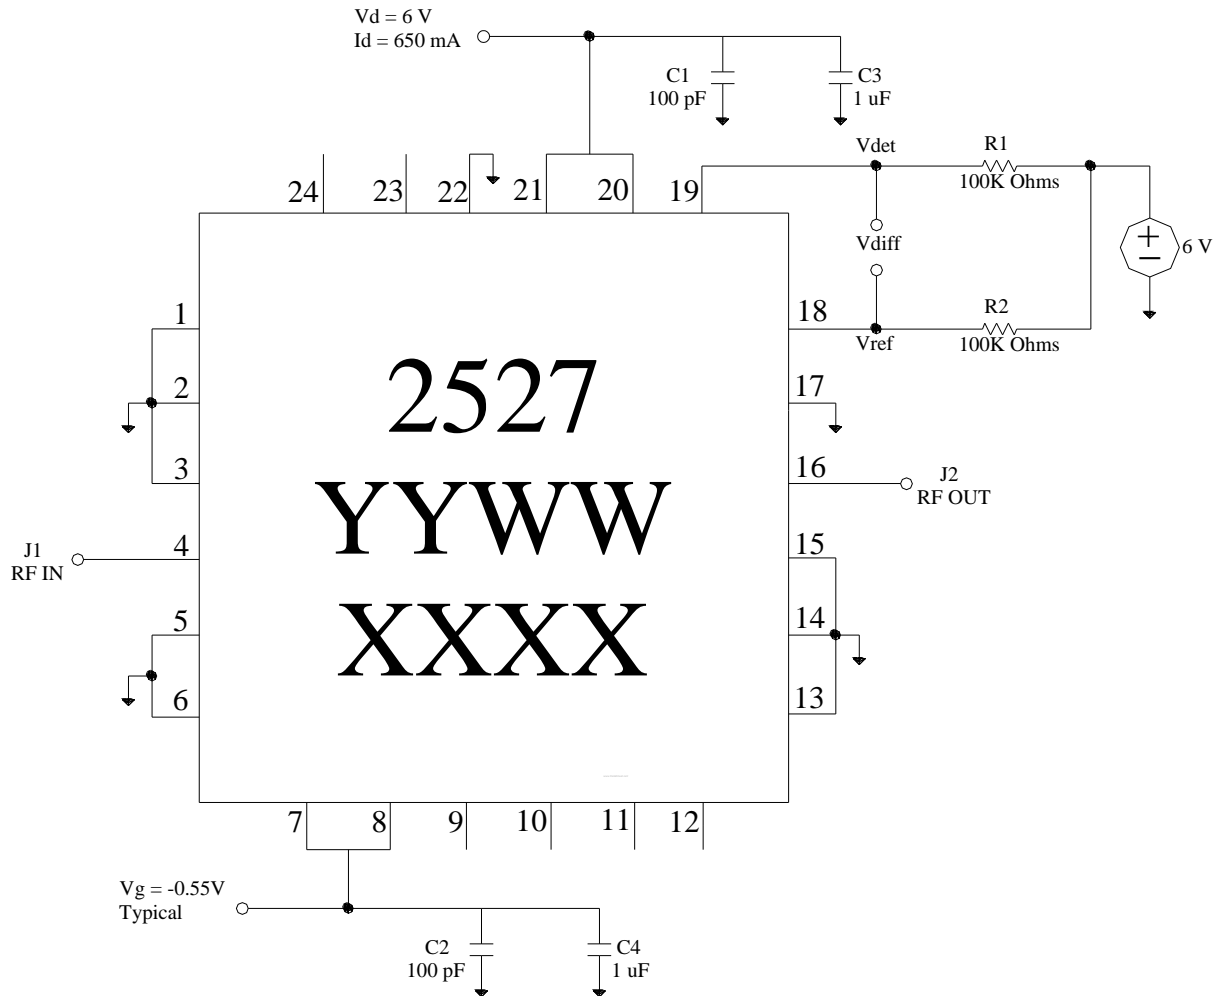 Vd = 6 V
Id = 650 mA
C1
100 pF
C3
1 uF
Vdet
R1
100K Ohms
24
23
22
21
20
19
Vdiff
+
6 V
1
18
R2
Vref
100K Ohms
2527
2
17
3
16
J2
RF OUT
YYWW
J1
RF IN
4
15
XXXX
5
14
6
13
7
8
9
10
11
12
Vg = -0.55V
Typical
C2
100 pF
C4
1 uF